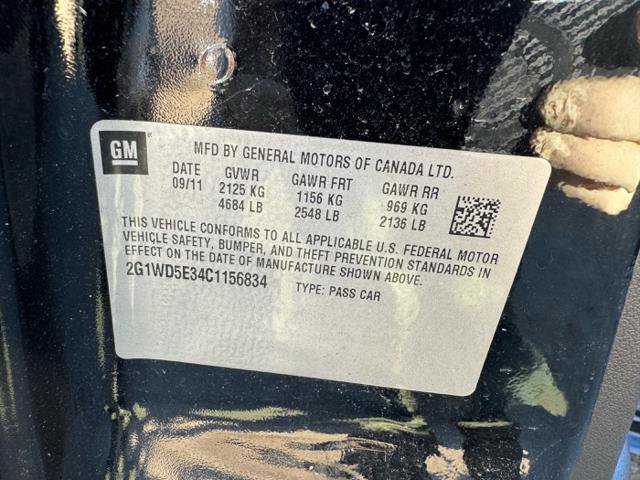 GM
MFD BY GENERAL MOTORS OF CANADA LTD.
DATE GVWR GAWR FRT GAWR RR
09/11 2125 KG 1156 KG 969 KG
4684 LB 2548 LB 2136 LB
THIS VEHICLE CONFORMS TO ALL APPLICABLE U.S. FEDERAL MOTOR
VEHICLE SAFETY, BUMPER, AND THEFT PREVENTION STANDARDS IN
EFFECT ON THE DATE OF MANUFACTURE SHOWN ABOVE.
2G1WD5E34C1156834 TYPE: PASS CAR